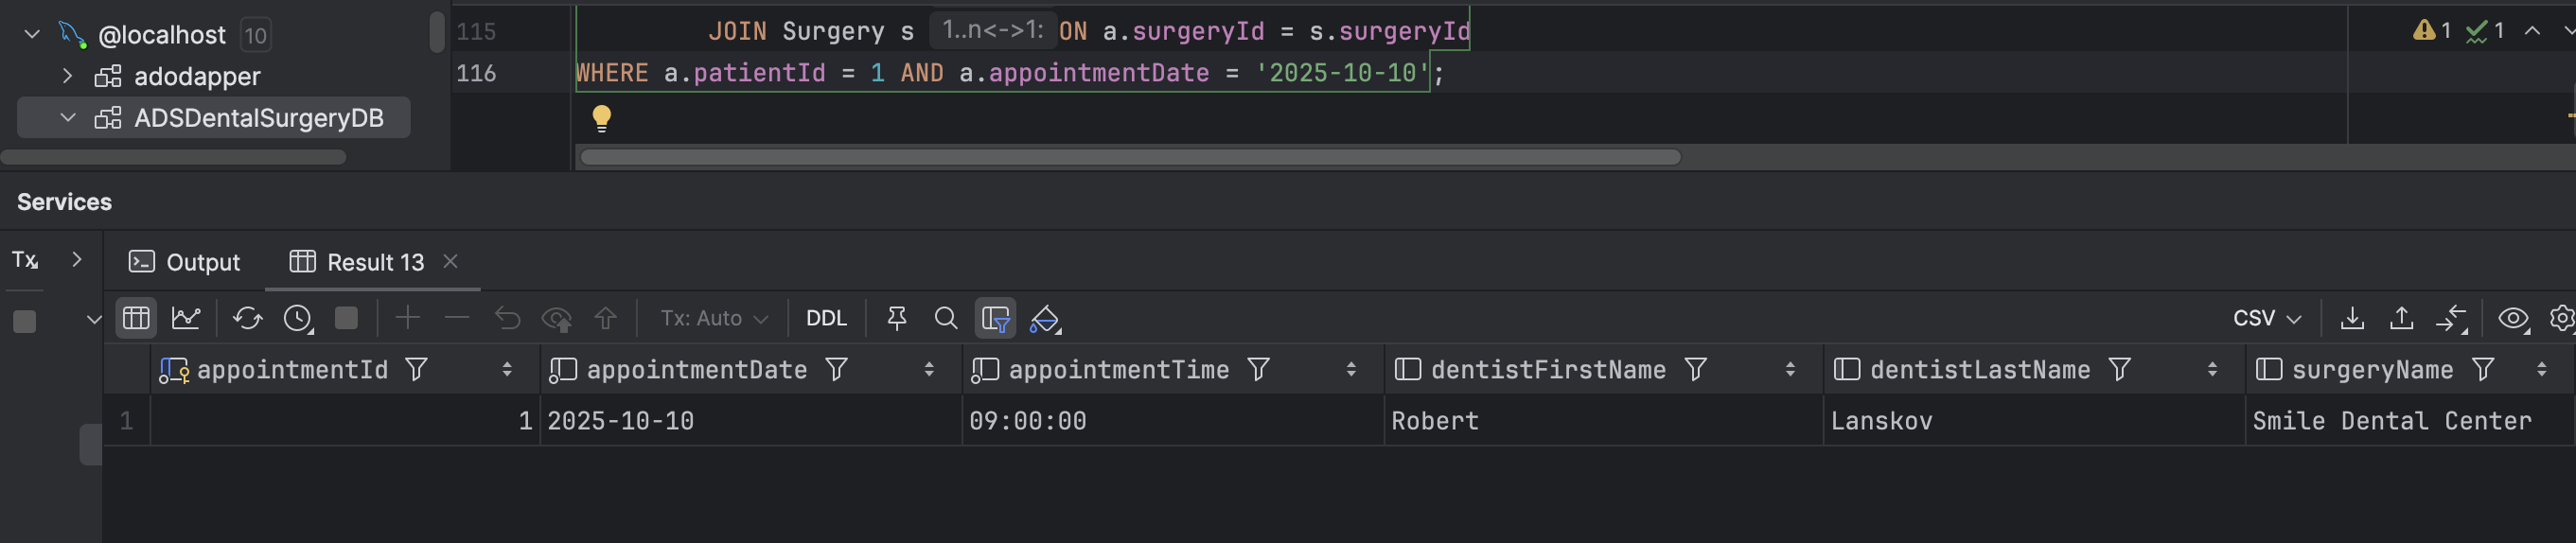 @localhost 10
adodapper
ADSDentalSurgeryDB
115 JOIN Surgery s 1..n<->1: ON a.surgeryId = s.surgeryId
116 WHERE a.patientId = 1 AND a.appointmentDate = '2025-10-10';
1 1
Services
Tx
Output Result 13
Tx: Auto DDL CSV
appointmentId appointmentDate appointmentTime dentistFirstName dentistLastName surgeryName
1 1 2025-10-10 09:00:00 Robert Lanskov Smile Dental Center